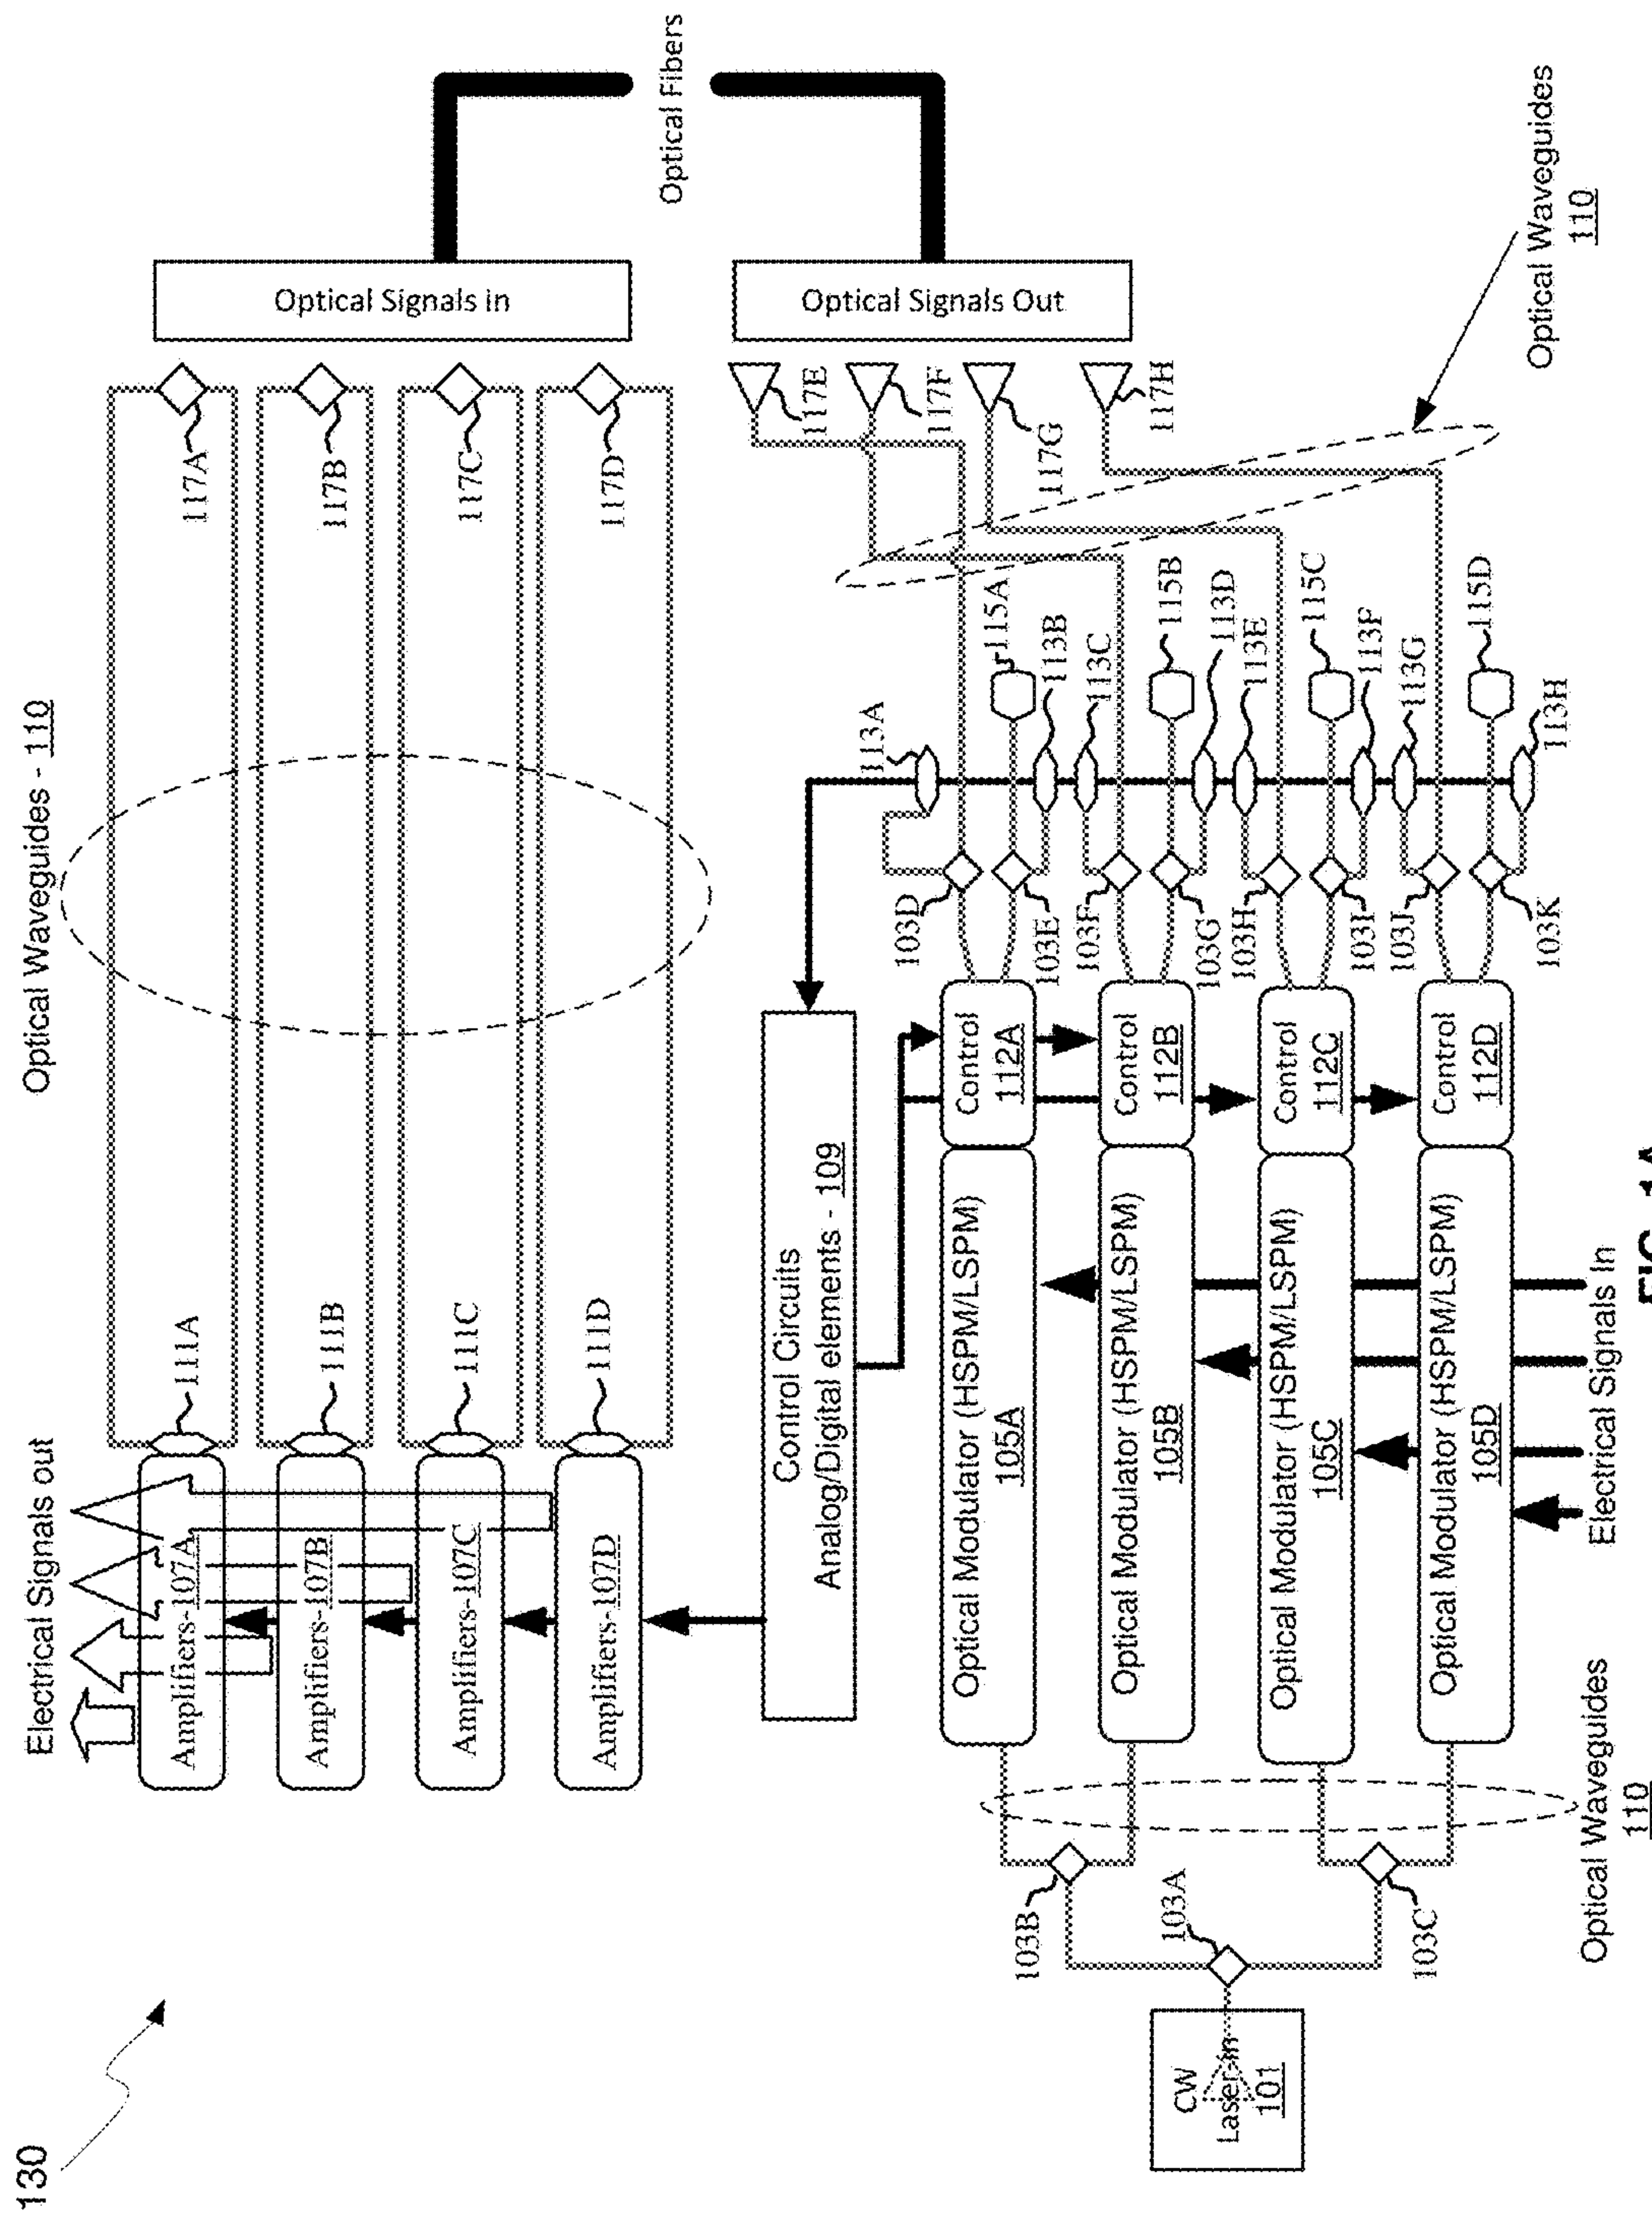 130
Electrical Signals out
Optical Waveguides - 110
Amplifiers-107A
Amplifiers-107B
Amplifiers-107C
Amplifiers-107D
111A
111B
111C
111D
117A
117B
117C
117D
Optical Signals in
Optical Fibers
Optical Signals Out
117E
117F
117G
117H
Optical Waveguides
110
Control Circuits
Analog/Digital elements - 109
CW
Laser in
101
103A
103B
103C
Optical Waveguides
110
Optical Modulator (HSPM/LSPM)
105A
Optical Modulator (HSPM/LSPM)
105B
Optical Modulator (HSPM/LSPM)
105C
Optical Modulator (HSPM/LSPM)
105D
Electrical Signals In
Control
112A
Control
112B
Control
112C
Control
112D
103D
103E
103F
103G
103H
103I
103J
103K
113A
113B
113C
113D
113E
113F
113G
113H
115A
115B
115C
115D